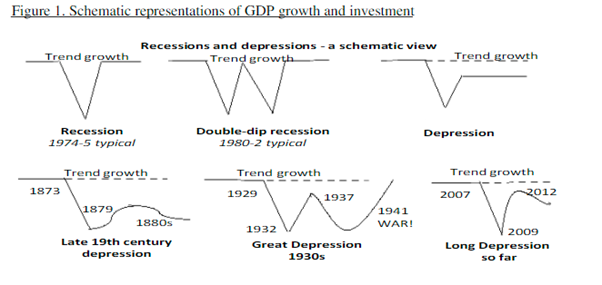 Figure 1. Schematic representations of GDP growth and investment
Recessions and depressions - a schematic view
Trend growth
Trend growth
Trend growth
Recession
1974-5 typical
Double-dip recession
1980-2 typical
Depression
Trend growth
1873
1879
1880s
Late 19th century
depression
Trend growth
1929
1937
1932
1941
WAR!
Great Depression
1930s
Trend growth
2007
2012
2009
Long Depression
so far